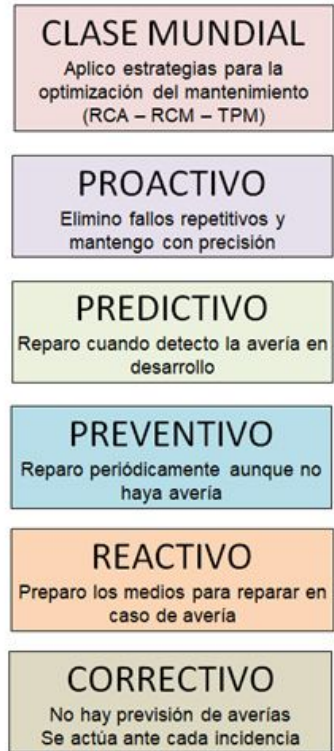 CLASE MUNDIAL
Aplico estrategias para la
optimización del mantenimiento
(RCA – RCM – TPM)
PROACTIVO
Elimino fallos repetitivos y
mantengo con precisión
PREDICTIVO
Reparo cuando detecto la avería en
desarrollo
PREVENTIVO
Reparo periódicamente aunque no
haya avería
REACTIVO
Preparo los medios para reparar en
caso de avería
CORRECTIVO
No hay previsión de averías
Se actúa ante cada incidencia